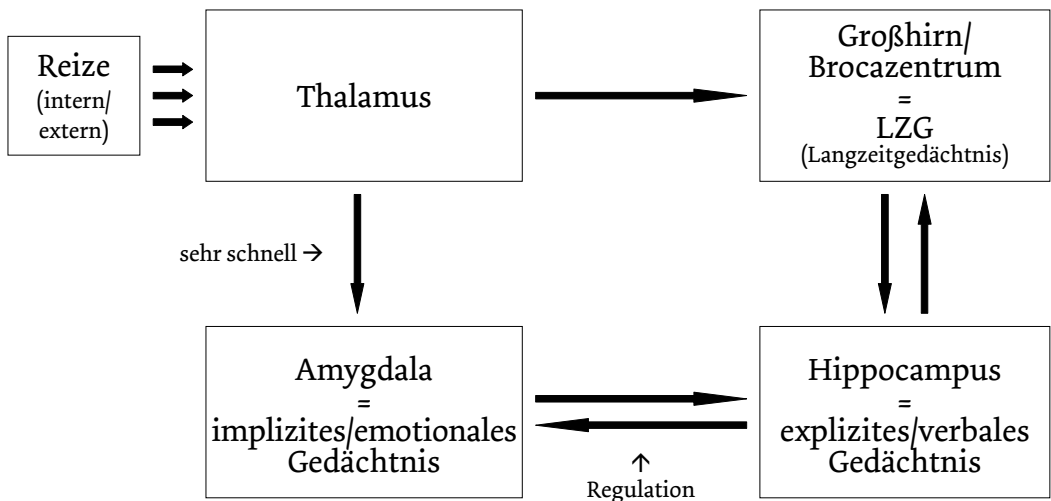 Reize
(intern/
extern)
Thalamus
Großhirn/
Brocazentrum
=
LZG
(Langzeitgedächtnis)
sehr schnell →
Amygdala
=
implizites/emotionales
Gedächtnis
Hippocampus
=
explizites/verbales
Gedächtnis
↑
Regulation